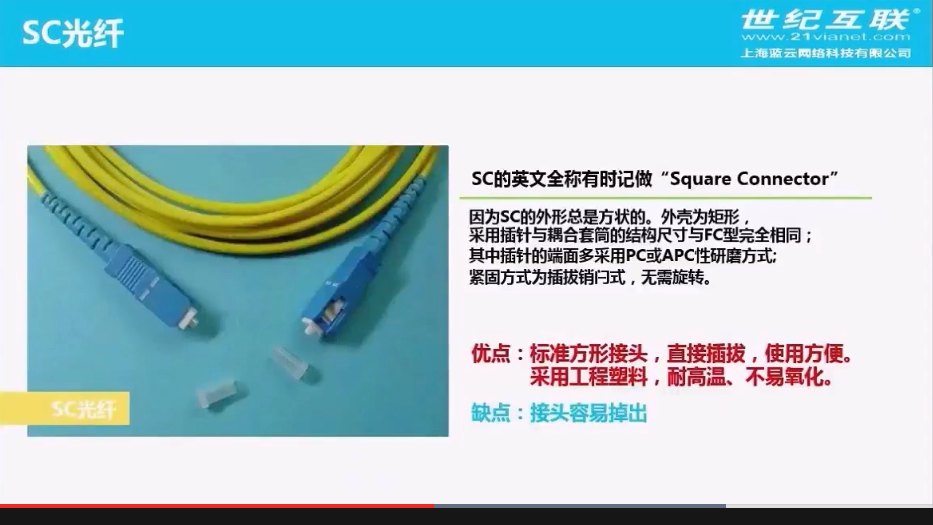 SC光纤
世纪互联®
www.21vianet.com
上海蓝云网络科技有限公司
SC的英文全称有时记做“Square Connector”
因为SC的外形总是方状的。外壳为矩形，
采用插针与耦合套筒的结构尺寸与FC型完全相同；
其中插针的端面多采用PC或APC性研磨方式;
紧固方式为插拔销闩式，无需旋转。
优点：标准方形接头，直接插拔，使用方便。
采用工程塑料，耐高温、不易氧化。
SC光纤
缺点：接头容易掉出